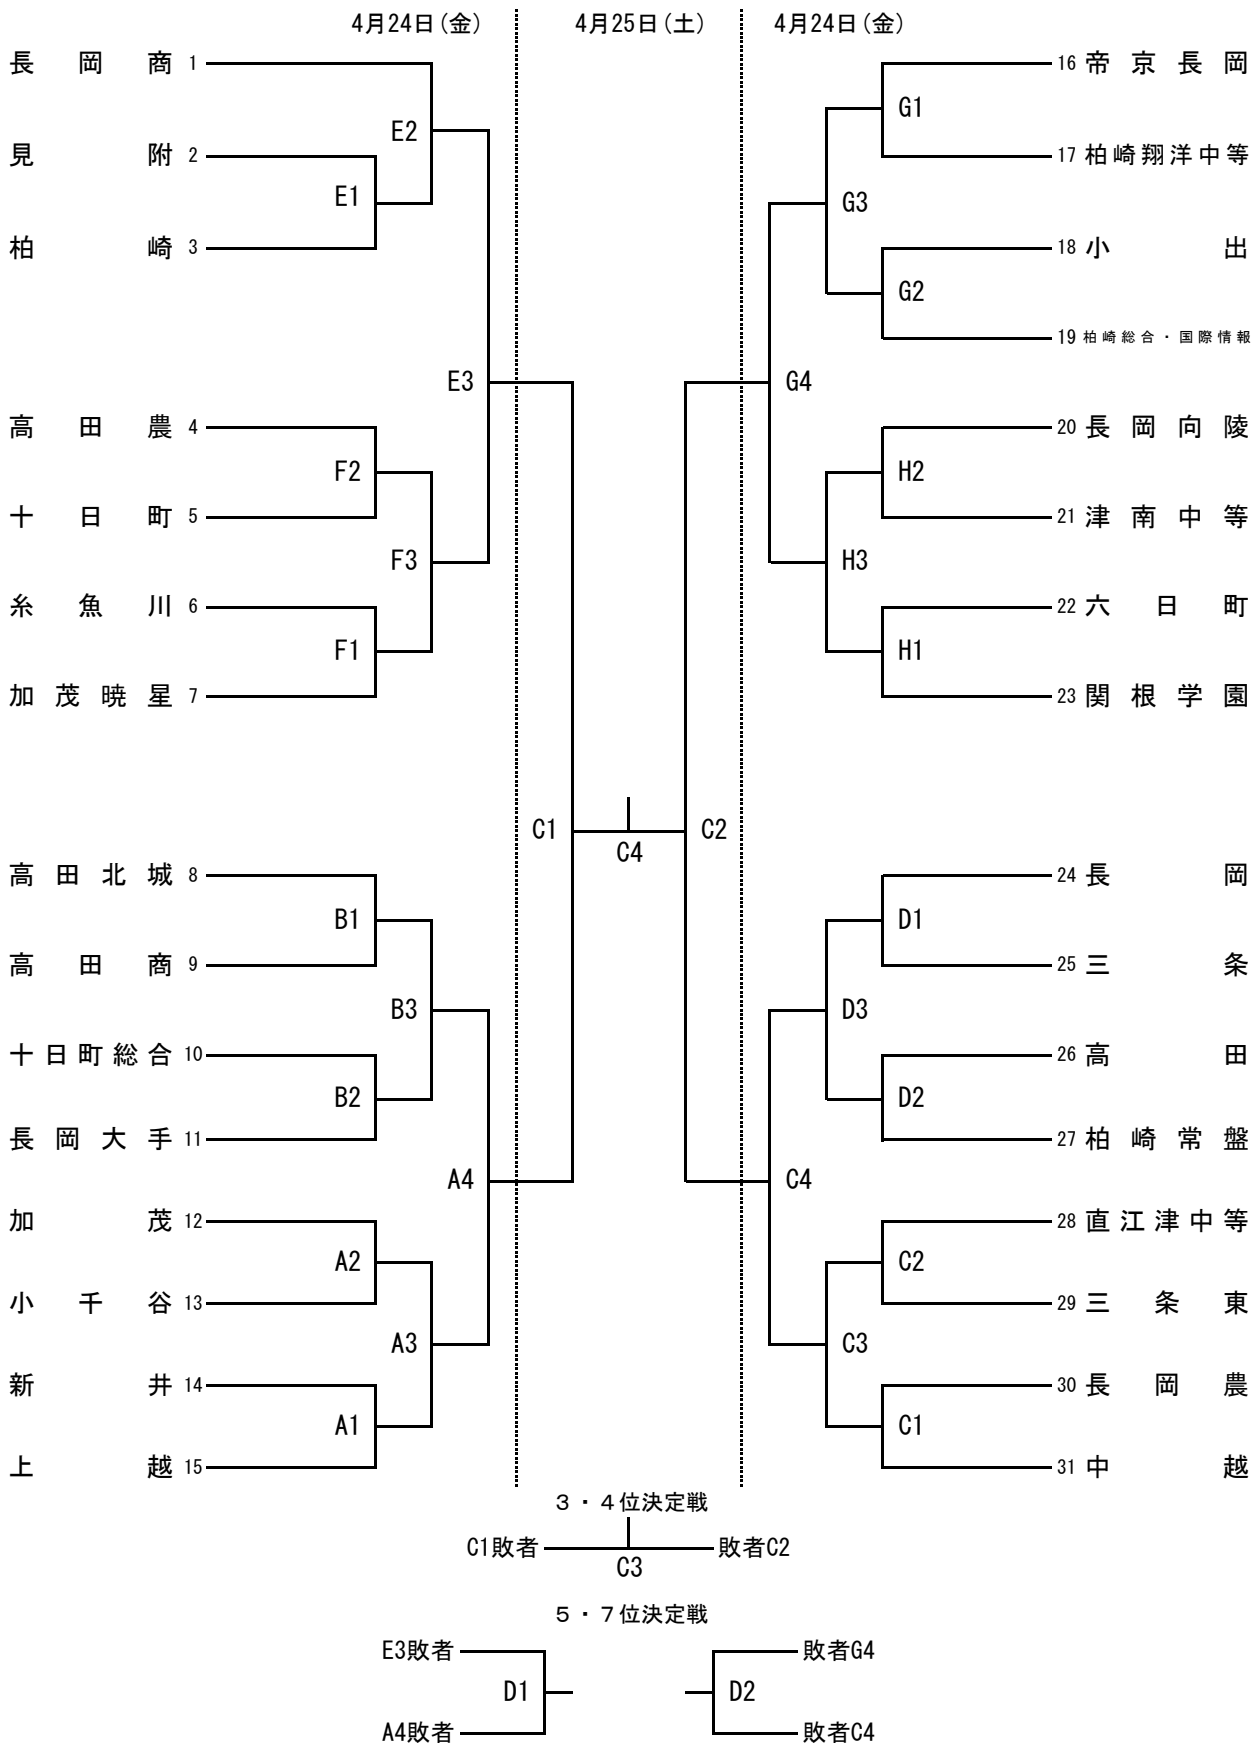 4月24日(金) 4月25日(土) 4月24日(金)
長岡商 1
E2
見附 2
E1
柏崎 3
E3
高田農 4
F2
十日町 5
F3
糸魚川 6
F1
加茂暁星 7
C1
高田北城 8
B1
高田商 9
B3
十日町総合 10
B2
長岡大手 11
A4
加茂 12
A2
小千谷 13
A3
新井 14
A1
上越 15
C4
16 帝京長岡
G1
17 柏崎翔洋中等
G3
18 小出
G2
19 柏崎総合・国際情報
G4
20 長岡向陵
H2
21 津南中等
H3
22 六日町
H1
23 関根学園
C2
24 長岡
D1
25 三条
D3
26 高田
D2
27 柏崎常盤
C4
28 直江津中等
C2
29 三条東
C3
30 長岡農
C1
31 中越
3・4位決定戦
C1敗者 敗者C2
C3
5・7位決定戦
E3敗者 敗者G4
D1 D2
A4敗者 敗者C4